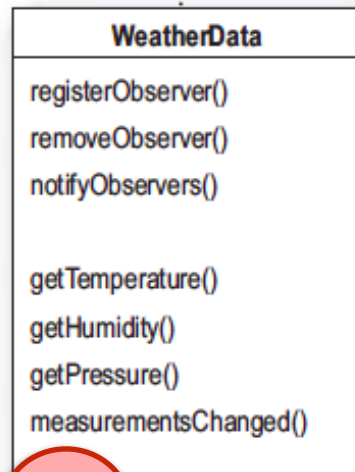 WeatherData
registerObserver()
removeObserver()
notifyObservers()
getTemperature()
getHumidity()
getPressure()
measurementsChanged()